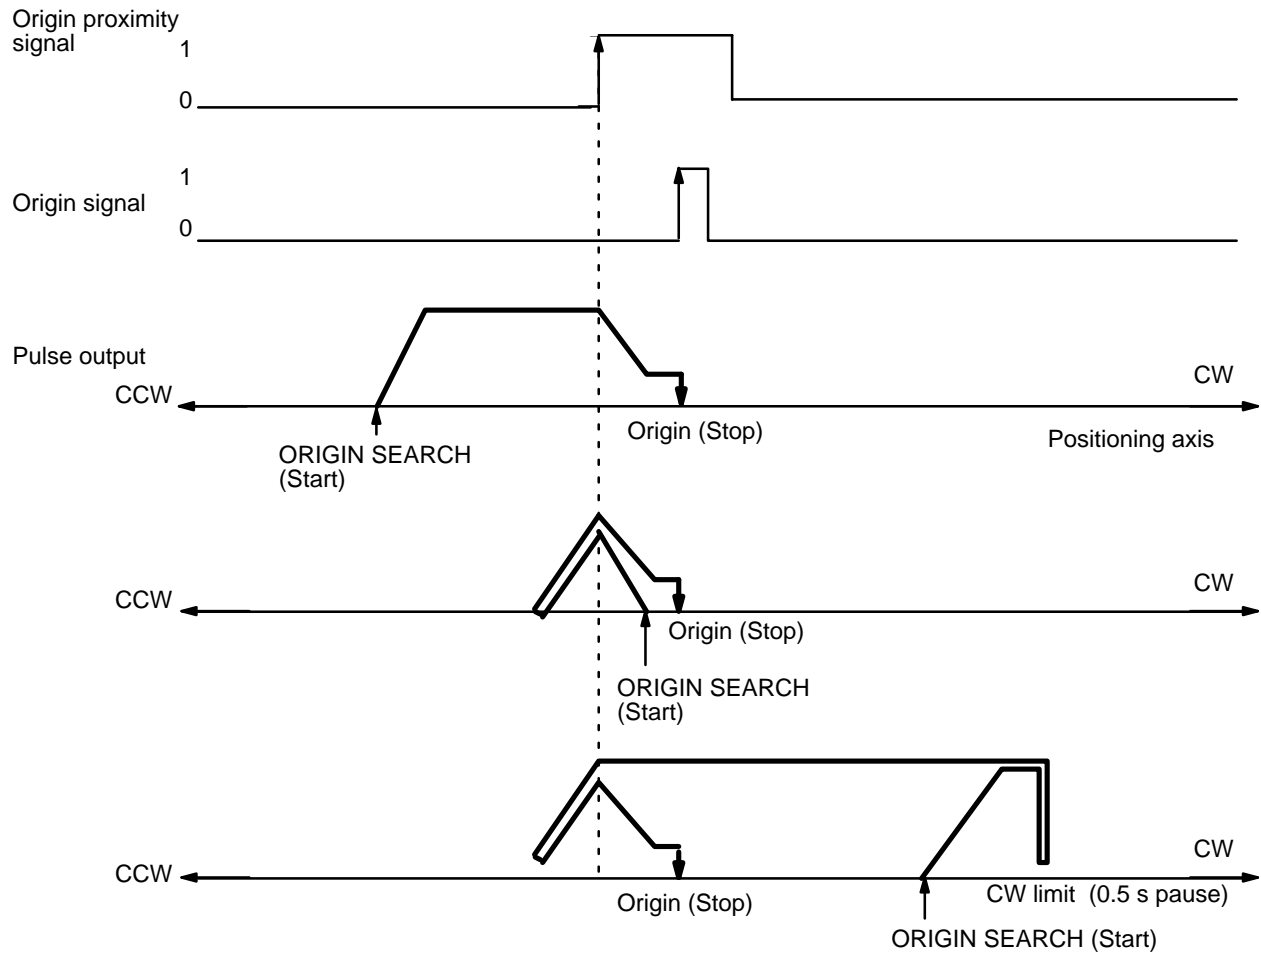 Origin proximity
signal
1
0
1
Origin signal
0
Pulse output
CCW
CW
Origin (Stop)
Positioning axis
ORIGIN SEARCH
(Start)
CCW
CW
Origin (Stop)
ORIGIN SEARCH
(Start)
CCW
CW
CW limit (0.5 s pause)
Origin (Stop)
ORIGIN SEARCH (Start)